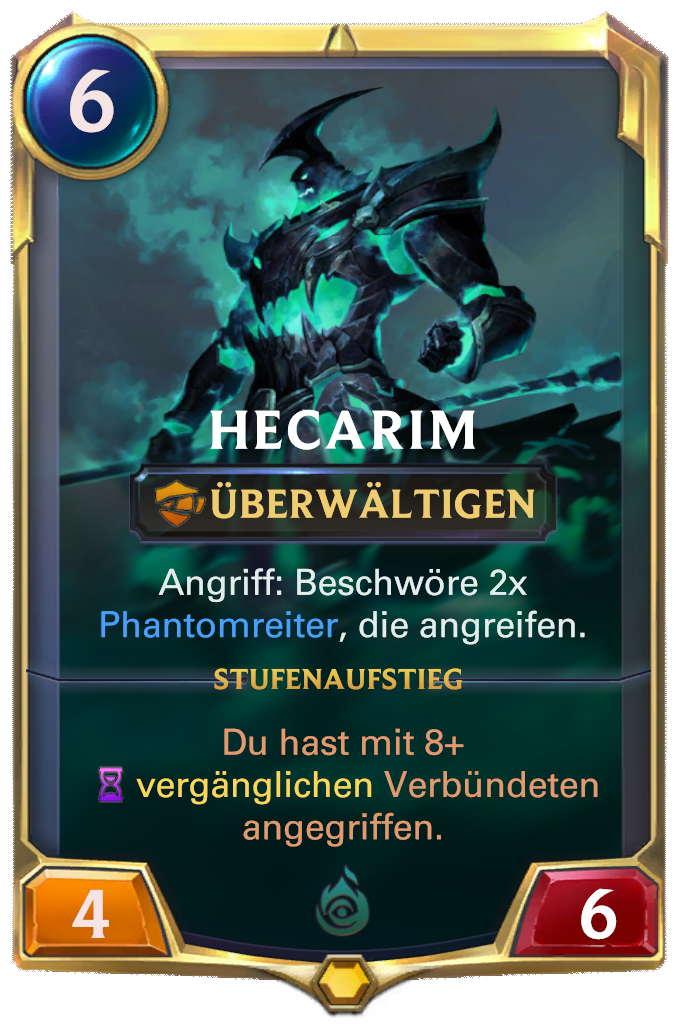 6
HECARIM
ÜBERWÄLTIGEN
Angriff: Beschwöre 2x
Phantomreiter, die angreifen.
STUFENAUFSTIEG
Du hast mit 8+
vergänglichen Verbündeten
angegriffen.
4
6